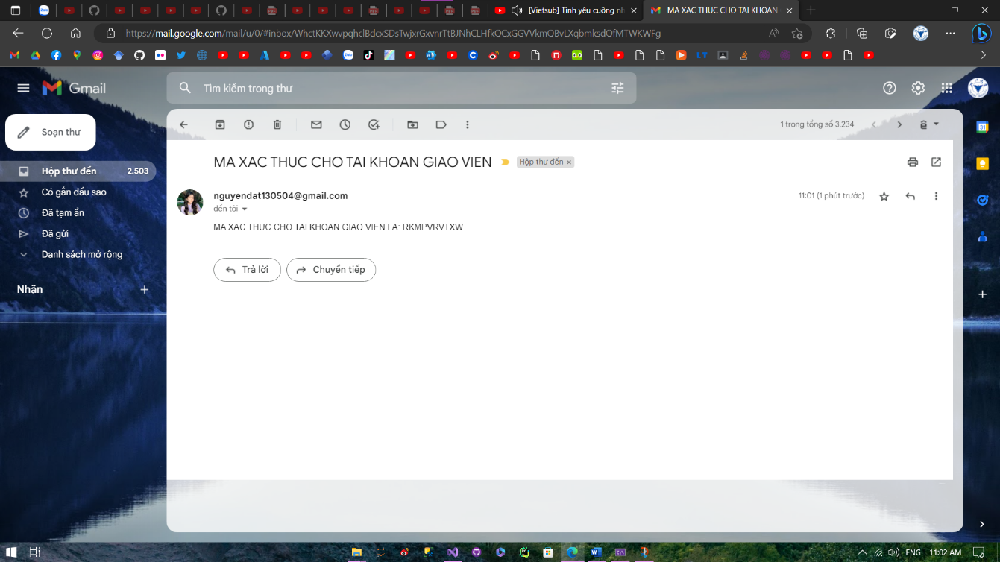 [Vietsub] Tình yêu cuồng nh
MA XAC THUC CHO TAI KHOAN
https://mail.google.com/mail/u/0/#inbox/WhctKKXwvpqhclBdcxSDsTwjxrGxvnrTtBJNhCLHfkQCxGGVVkmQBvLXqbmksdQfMTWKWFg
Gmail
Tìm kiếm trong thư
Soạn thư
1 trong tổng số 3.234
MA XAC THUC CHO TAI KHOAN GIAO VIEN
Hộp thư đến
Hộp thư đến 2.503
Có gắn dấu sao
Đã tạm ẩn
Đã gửi
Danh sách mở rộng
Nhãn
nguyendat130504@gmail.com
11:01 (1 phút trước)
đến tôi
MA XAC THUC CHO TAI KHOAN GIAO VIEN LA: RKMPVRVTXW
Trả lời
Chuyển tiếp
ENG
11:02 AM